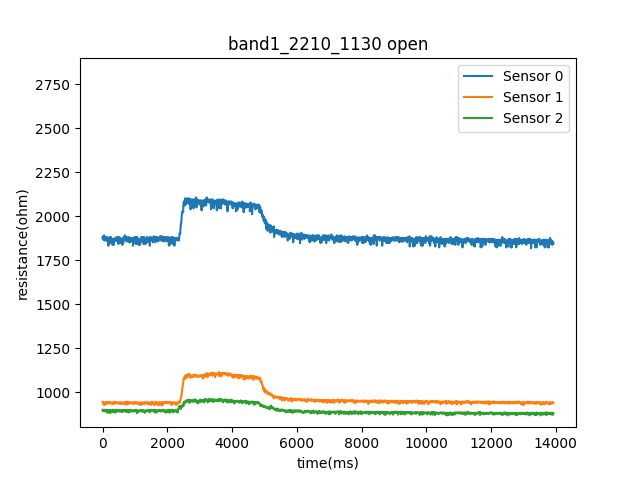 band1_2210_1130 open
Sensor 0
Sensor 1
Sensor 2
resistance(ohm)
2750
2500
2250
2000
1750
1500
1250
1000
0 2000 4000 6000 8000 10000 12000 14000
time(ms)